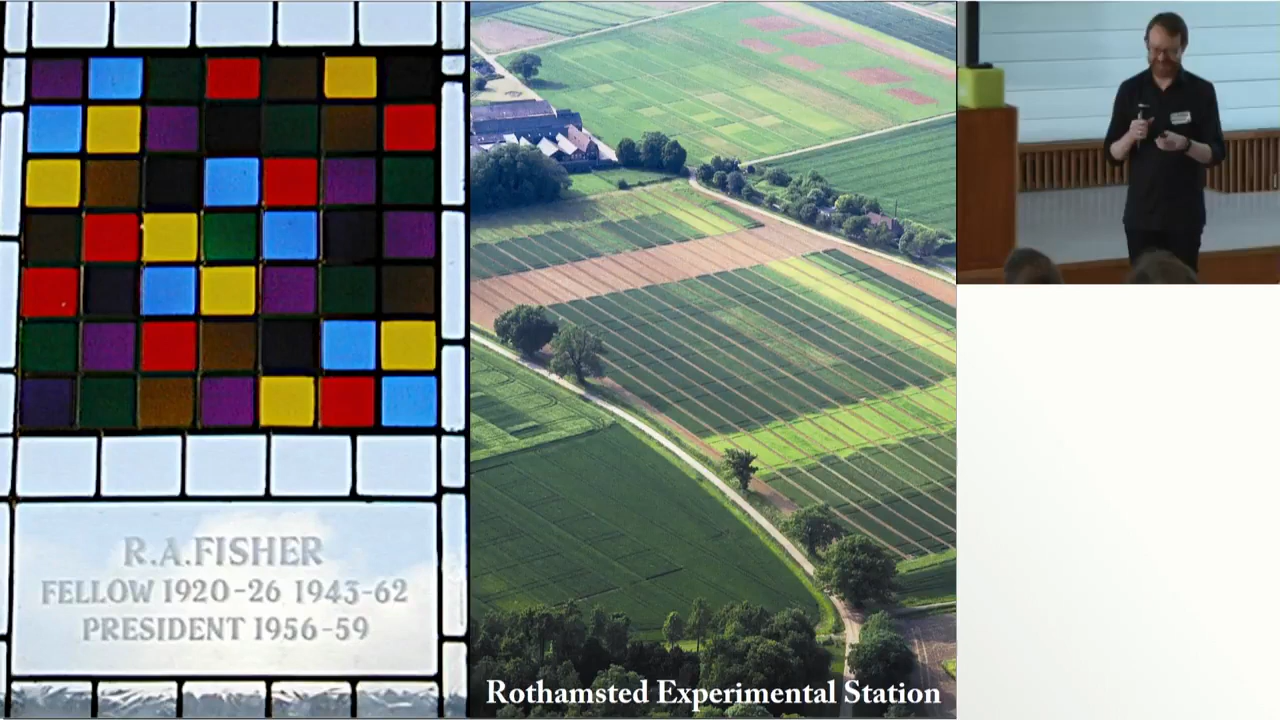 R.A.FISHER
FELLOW 1920-26 1943-62
PRESIDENT 1956-59
Rothamsted Experimental Station